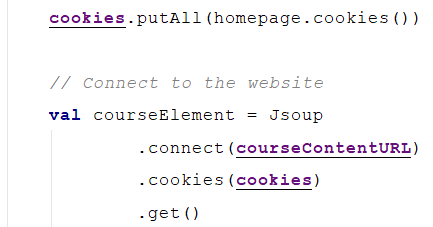 cookies.putAll(homepage.cookies())
// Connect to the website
val courseElement = Jsoup
.connect(courseContentURL)
.cookies(cookies)
.get()